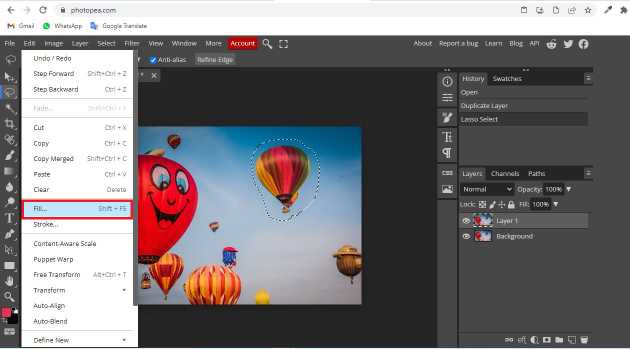 photopea.com
Gmail WhatsApp Google Translate
File Edit Image Layer Select Filter View Window More Account About Report a bug Learn Blog API
Anti-alias Refine Edge
Undo / Redo
Step Forward Shift+Ctrl + Z
Step Backward Ctrl + Z
Fade... Shift+Ctrl + F
Cut Ctrl + X
Copy Ctrl + C
Copy Merged Shift+Ctrl + C
Paste Ctrl + V
Clear Delete
Fill... Shift + F5
Stroke...
Content-Aware Scale
Puppet Warp
Free Transform Alt+Ctrl + T
Transform
Auto-Align
Auto-Blend
Define New
History Swatches
Open
Duplicate Layer
Lasso Select
CSS
Layers Channels Paths
Normal Opacity: 100%
Lock: Fill: 100%
Layer 1
Background
eff